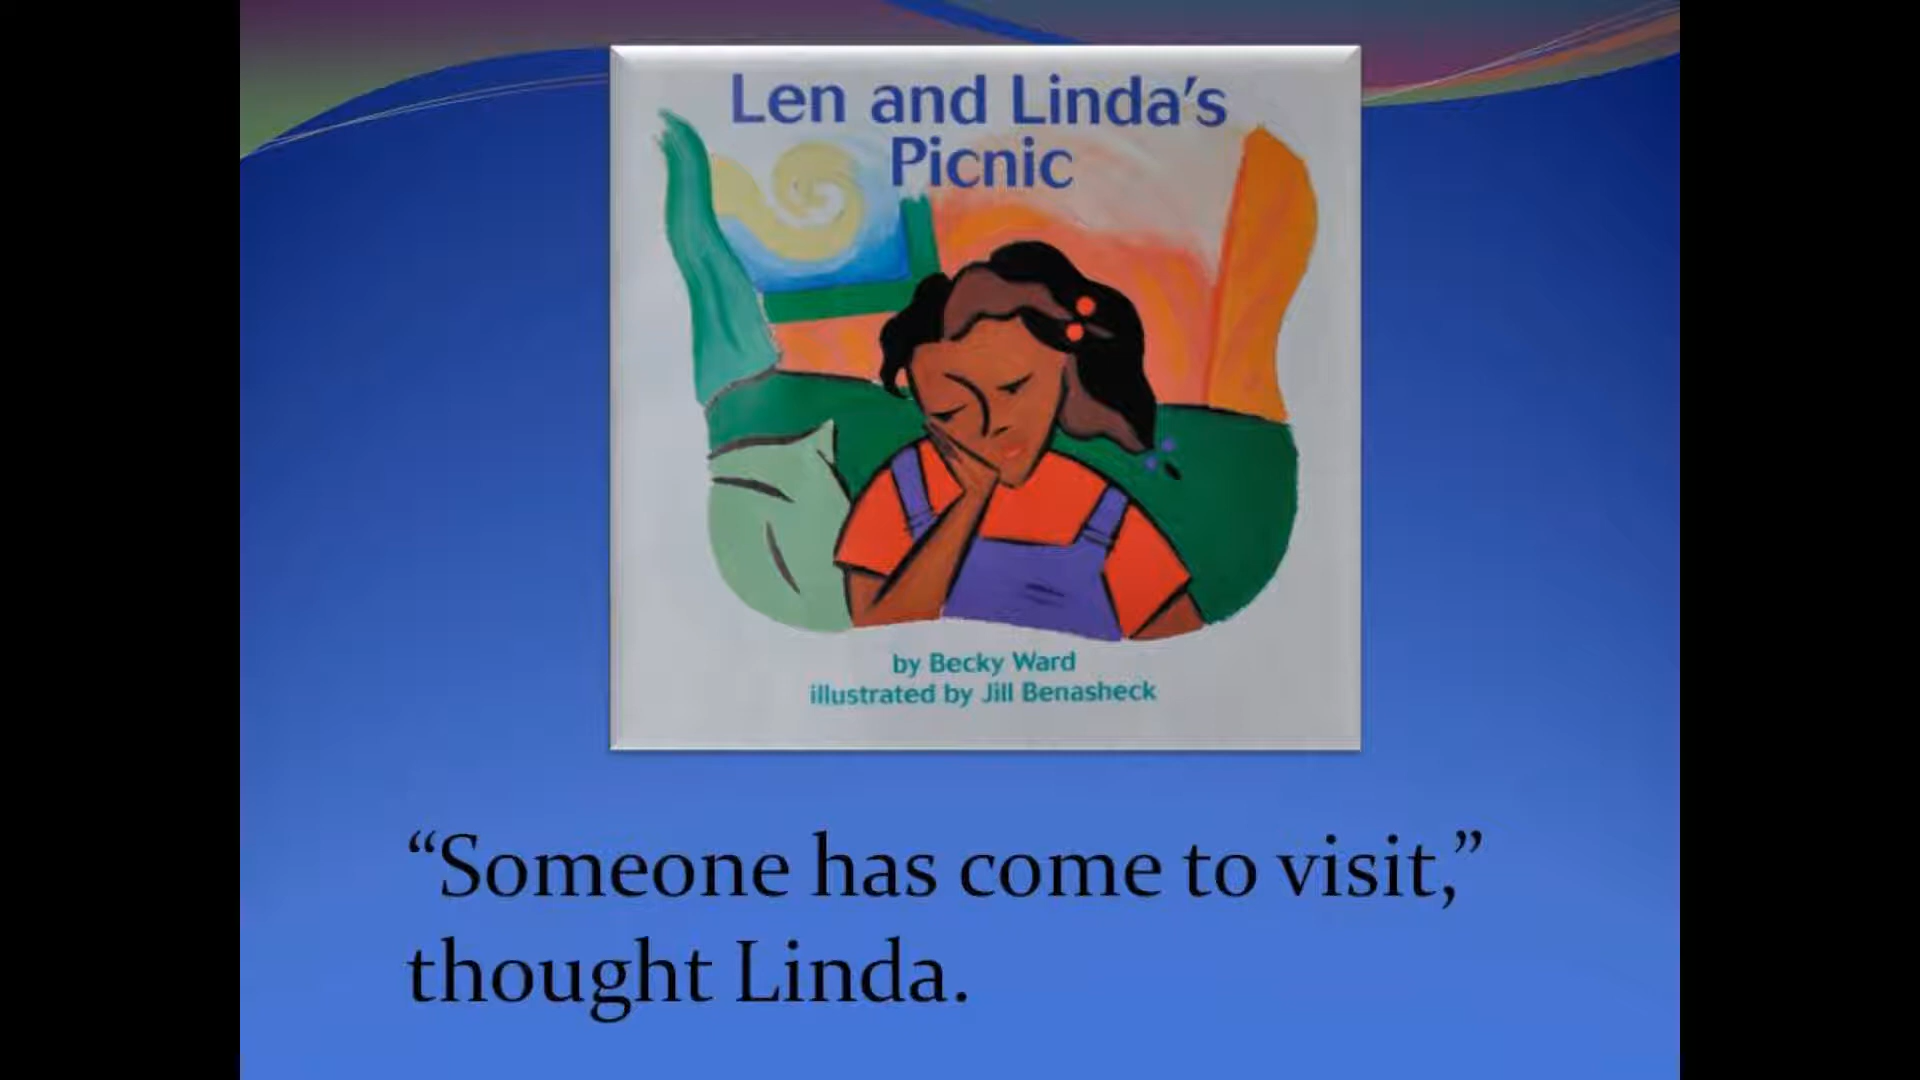 Len and Linda's
Picnic
by Becky Ward
illustrated by Jill Benasheck
“Someone has come to visit,”
thought Linda.